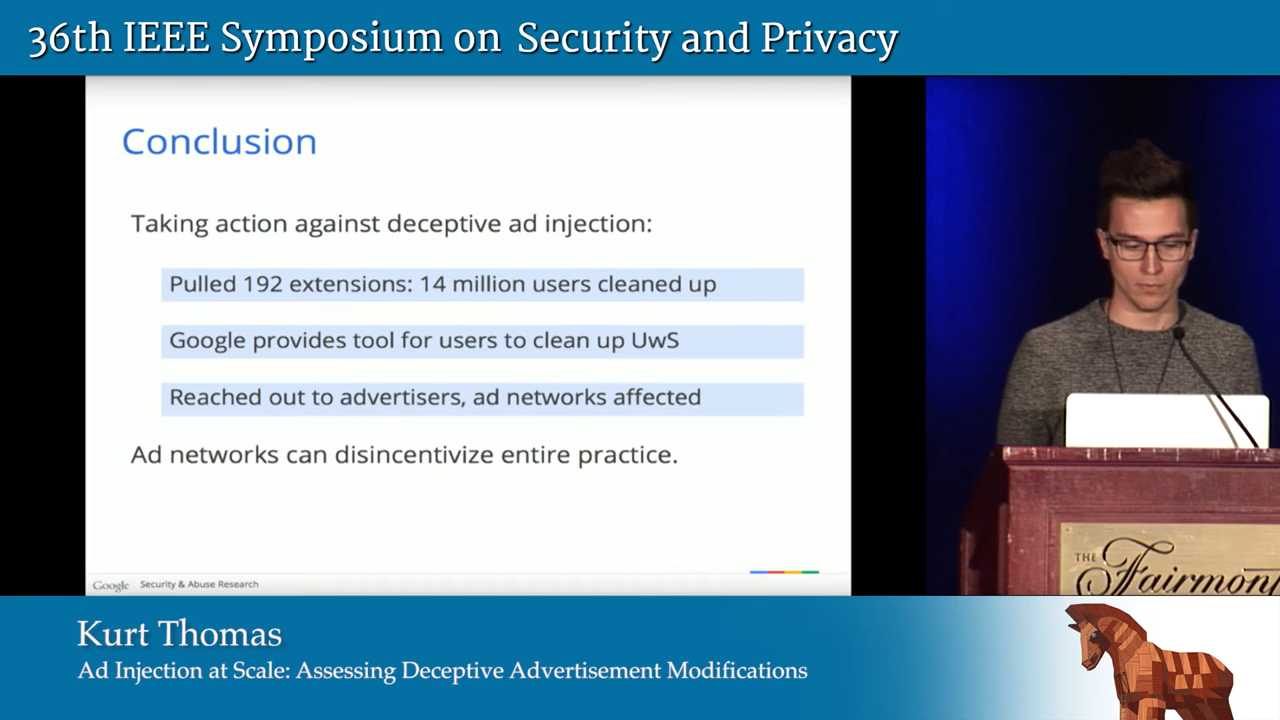 36th IEEE Symposium on Security and Privacy
Conclusion
Taking action against deceptive ad injection:
Pulled 192 extensions: 14 million users cleaned up
Google provides tool for users to clean up UwS
Reached out to advertisers, ad networks affected
Ad networks can disincentivize entire practice.
Google Security & Abuse Research
THE
Fairmont
Kurt Thomas
Ad Injection at Scale: Assessing Deceptive Advertisement Modifications